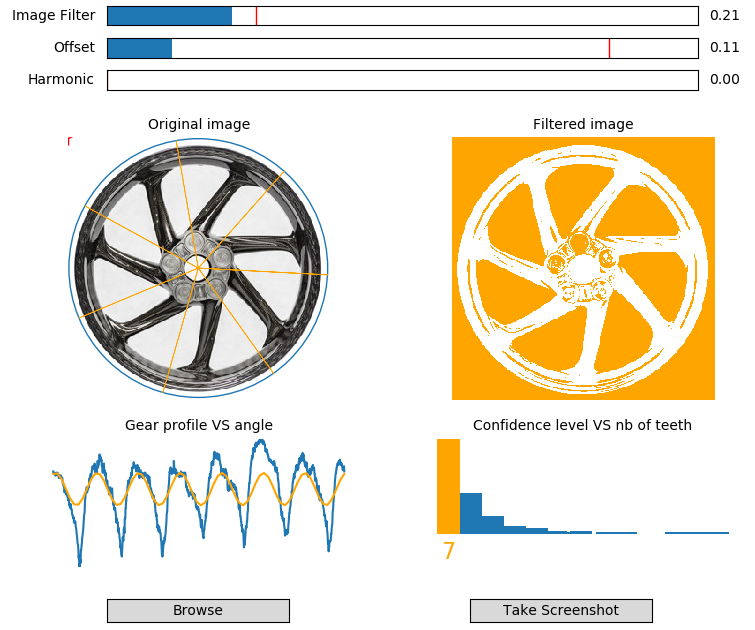 Image Filter 0.21
Offset 0.11
Harmonic 0.00
Original image
Filtered image
r
Gear profile VS angle
Confidence level VS nb of teeth
7
Browse
Take Screenshot